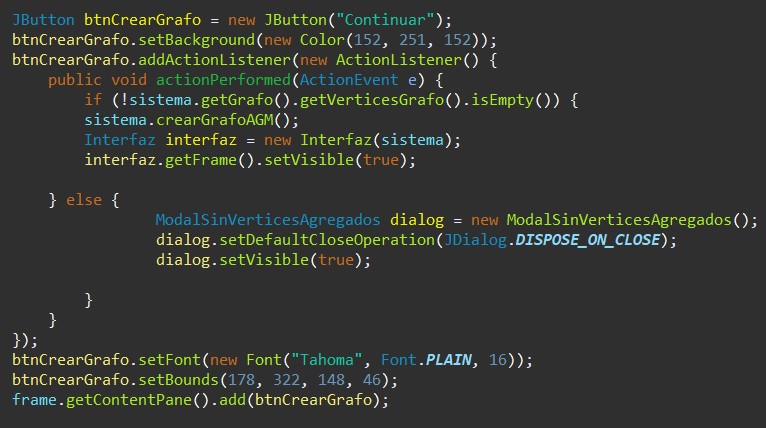 JButton btnCrearGrafo = new JButton("Continuar");
btnCrearGrafo.setBackground(new Color(152, 251, 152));
btnCrearGrafo.addActionListener(new ActionListener() {
    public void actionPerformed(ActionEvent e) {
        if (!sistema.getGrafo().getVerticesGrafo().isEmpty()) {
        sistema.crearGrafoAGM();
        Interfaz interfaz = new Interfaz(sistema);
        interfaz.getFrame().setVisible(true);

    } else {
                ModalSinVerticesAgregados dialog = new ModalSinVerticesAgregados();
                dialog.setDefaultCloseOperation(JDialog.DISPOSE_ON_CLOSE);
                dialog.setVisible(true);

        }
    }
});
btnCrearGrafo.setFont(new Font("Tahoma", Font.PLAIN, 16));
btnCrearGrafo.setBounds(178, 322, 148, 46);
frame.getContentPane().add(btnCrearGrafo);